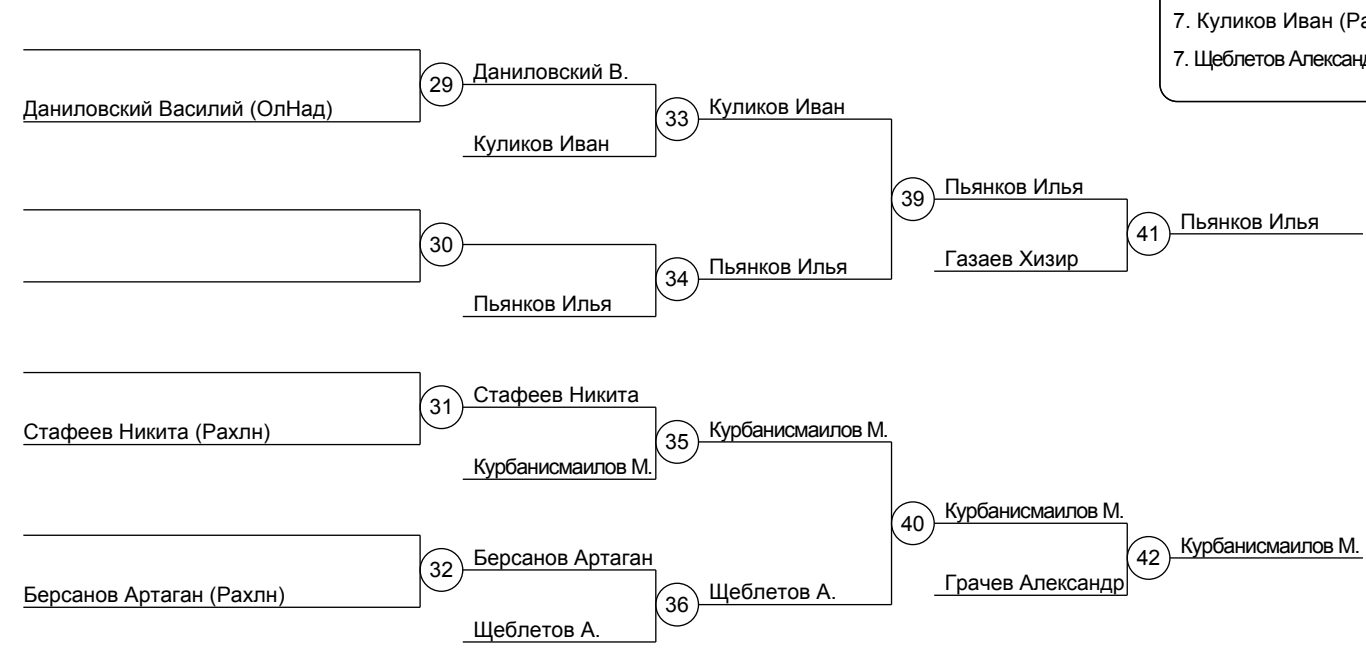 7. Куликов Иван (Ра
7. Щеблетов Алексан
29 Даниловский В.
Даниловский Василий (ОлНад)
33 Куликов Иван
Куликов Иван
39 Пьянков Илья
41 Пьянков Илья
30
Газаев Хизир
34 Пьянков Илья
Пьянков Илья
31 Стафеев Никита
Стафеев Никита (Рахлн)
35 Курбанисмаилов М.
Курбанисмаилов М.
40 Курбанисмаилов М.
42 Курбанисмаилов М.
32 Берсанов Артаган
Грачев Александр
Берсанов Артаган (Рахлн)
36 Щеблетов А.
Щеблетов А.